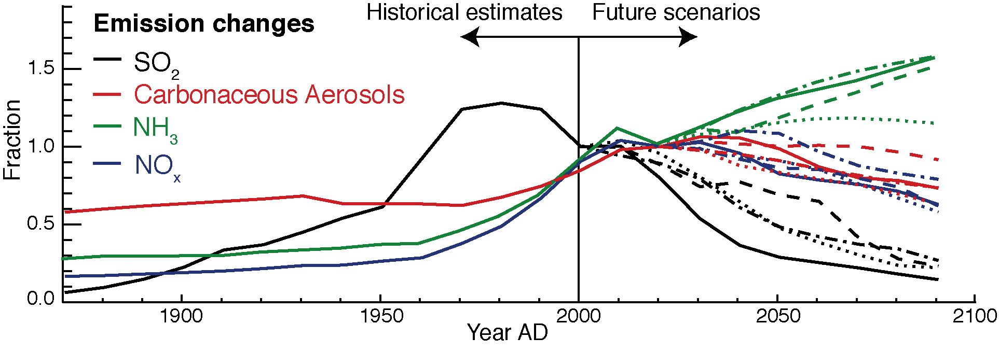 Historical estimates Future scenarios
Emission changes
SO2
Carbonaceous Aerosols
NH3
NOx
Fraction
1.5
1.0
0.5
0.0
1900 1950 2000 2050 2100
Year AD